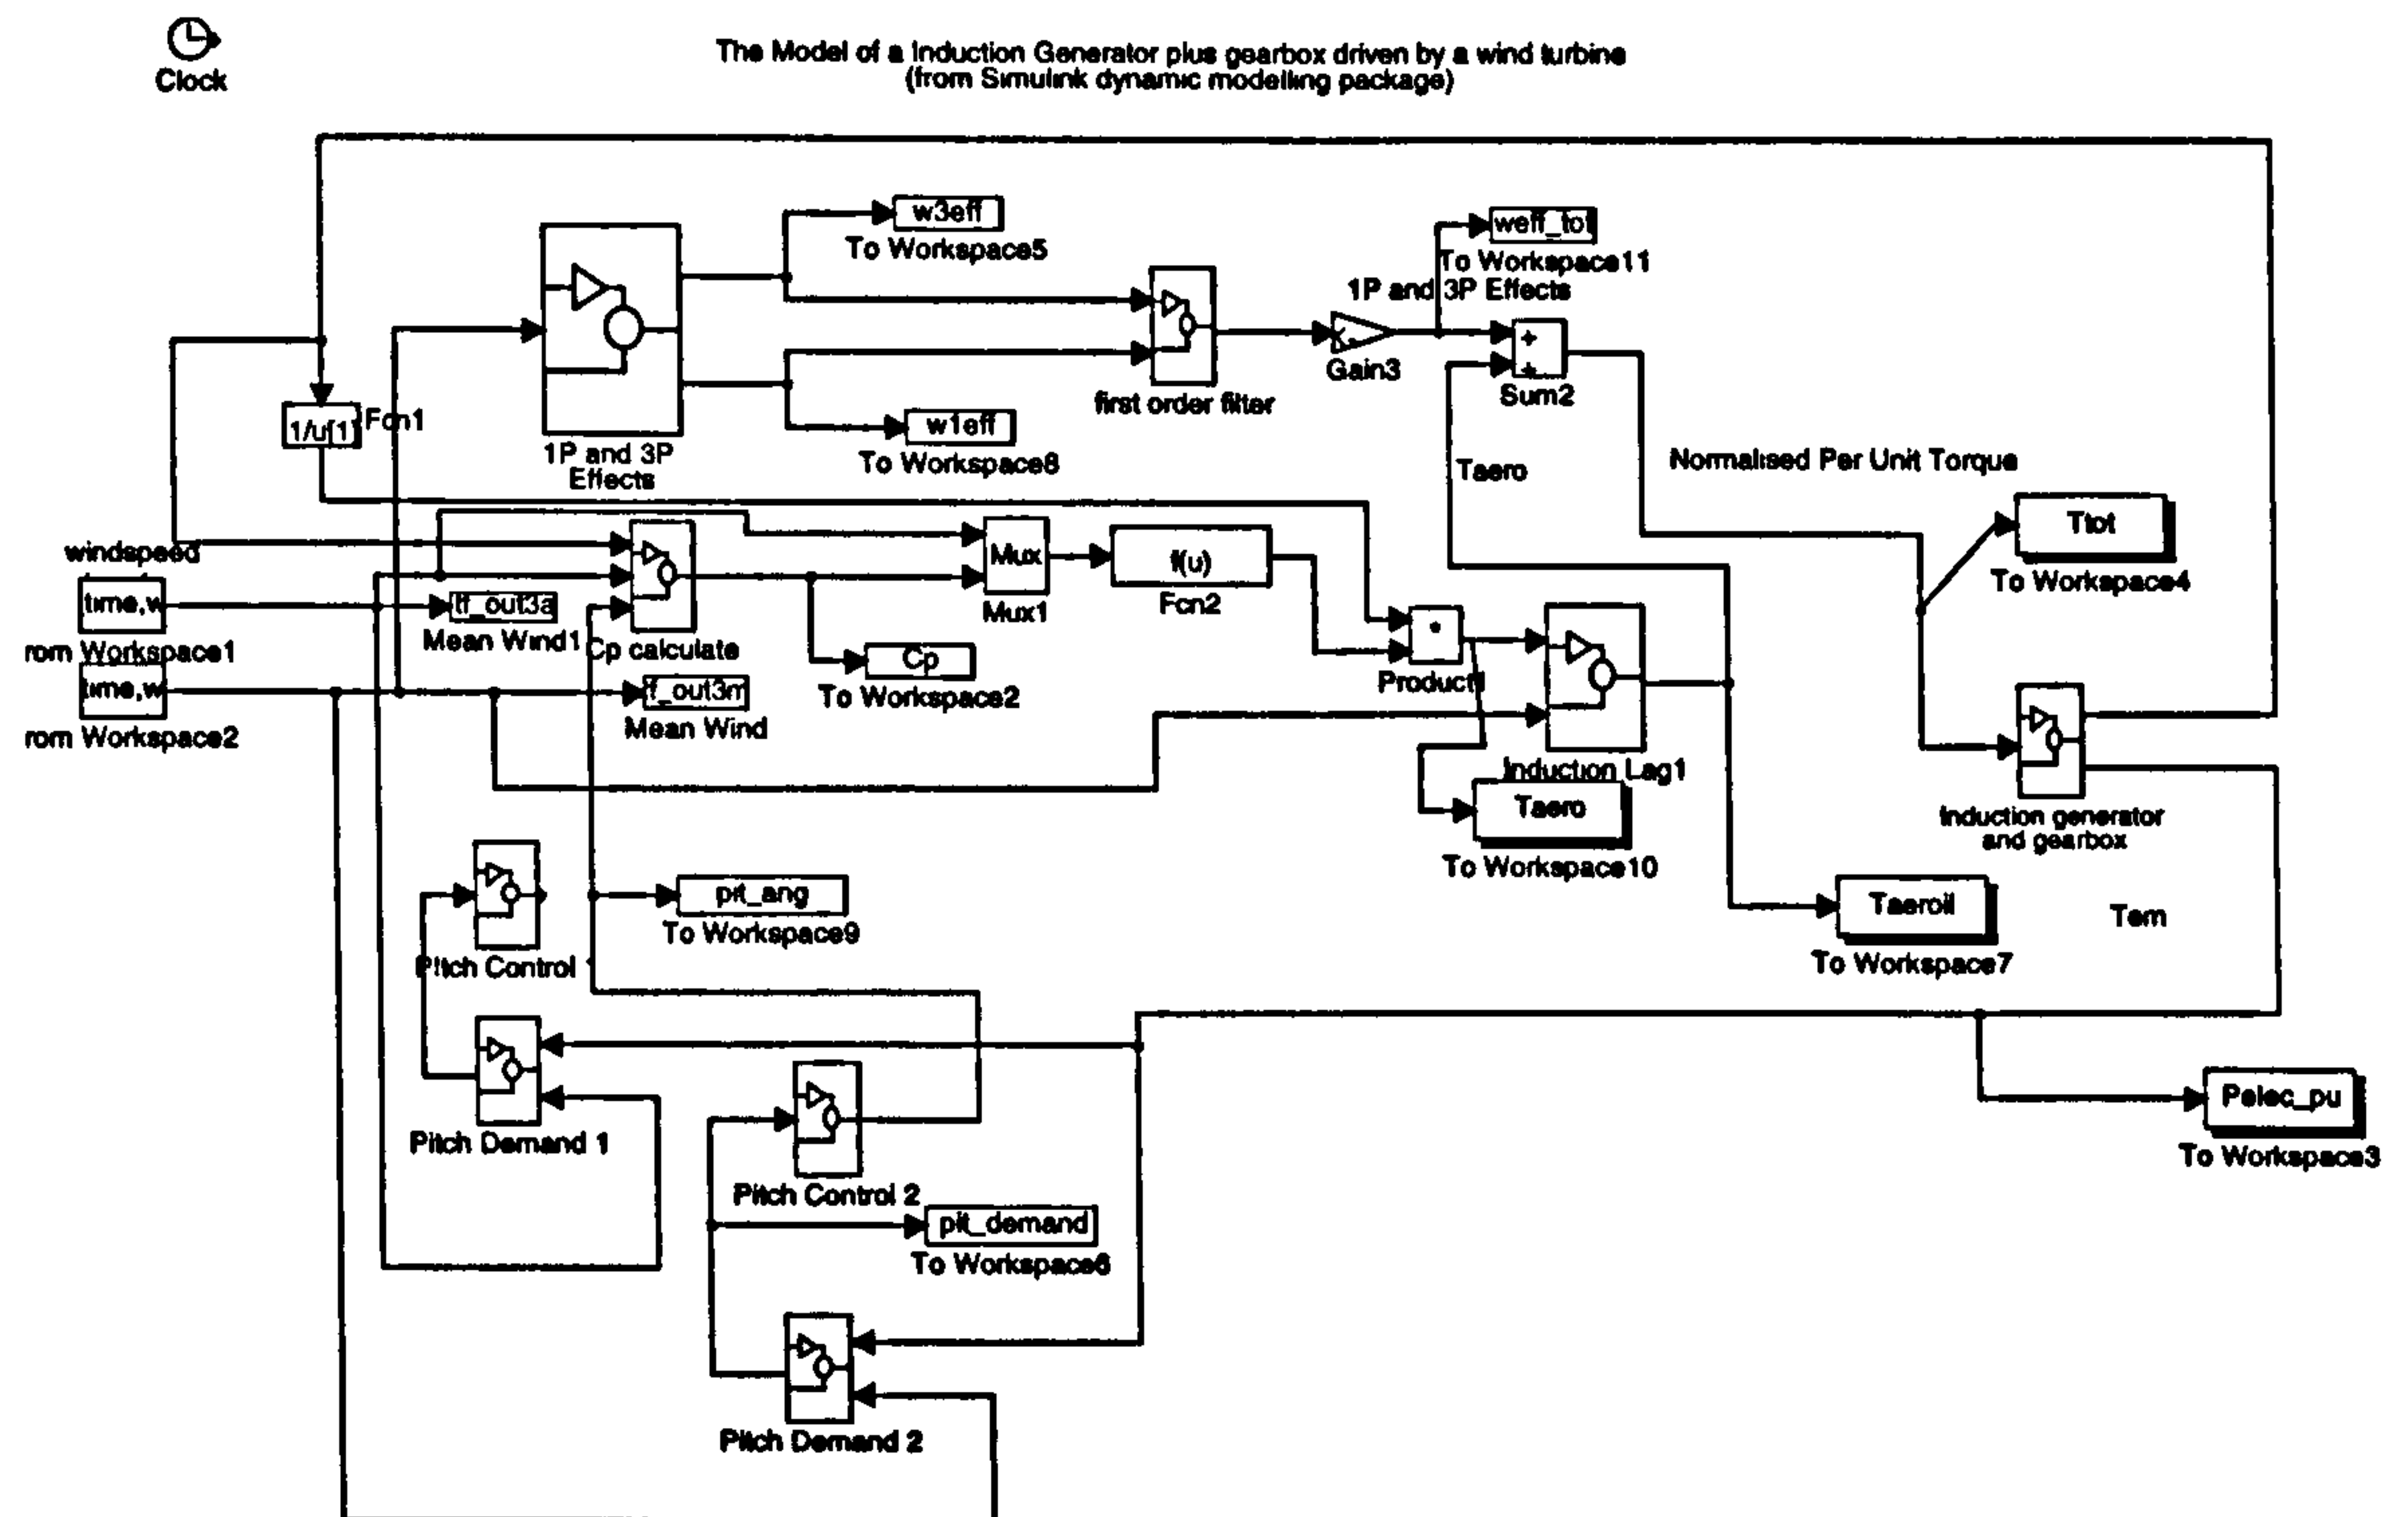 Clock
The Model of a Induction Generator plus gearbox driven by a wind turbine
(from Simulink dynamic modelling package)
w3eff
To Workspace5
weff_tot
To Workspace11
1P and 3P Effects
Gain3
+
+
Sum2
first order filter
1/u[1]
Fcn1
1P and 3P
Effects
w1eff
To Workspace8
Taero
Normalised Per Unit Torque
Ttot
To Workspace4
windspeed
time,w
rom Workspace1
lf_out3a
Mean Wind1
Cp calculate
Mux
Mux1
f(u)
Fcn2
*
Product1
Cp
To Workspace2
time,w
rom Workspace2
f_out3m
Mean Wind
Induction Lag1
Taero
To Workspace10
Induction generator
and gearbox
pit_ang
To Workspace9
Pitch Control
Taeroil
To Workspace7
Tem
Pitch Demand 1
Pitch Control 2
Pelec_pu
To Workspace3
pit_demand
To Workspace6
Pitch Demand 2